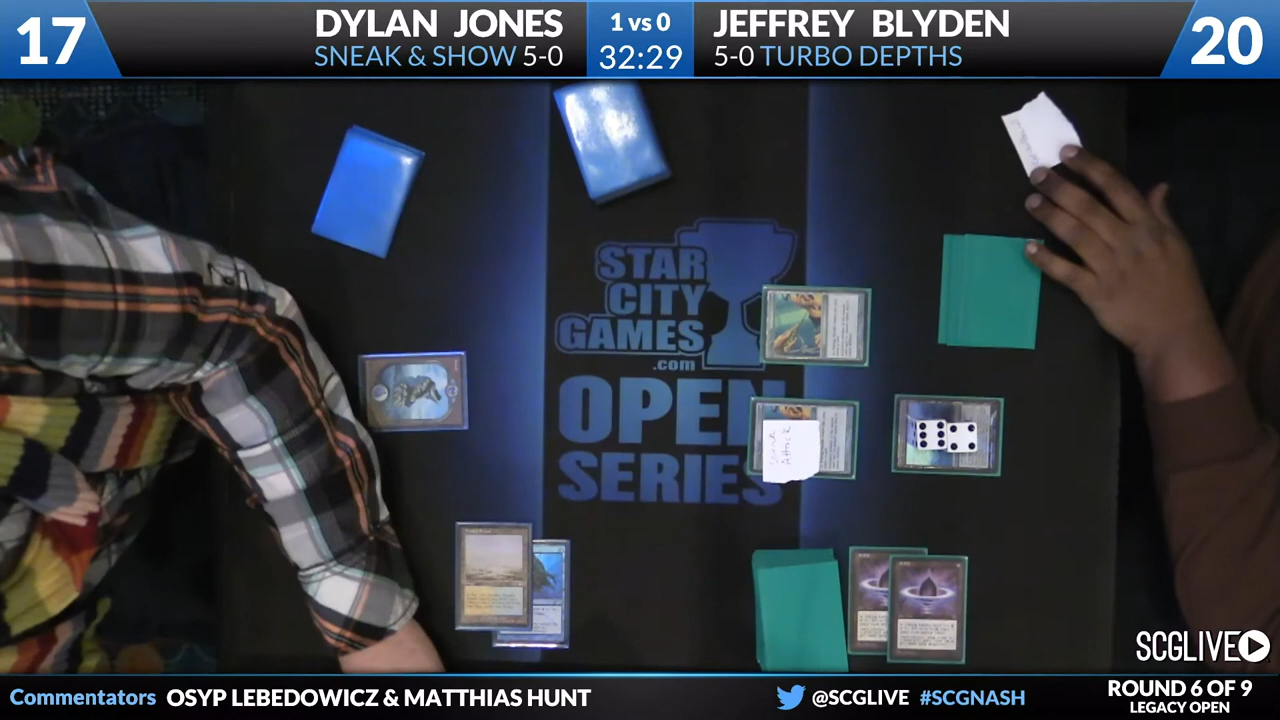 17
DYLAN JONES
SNEAK & SHOW 5-0
1 vs 0
32:29
JEFFREY BLYDEN
5-0 TURBO DEPTHS
20
STAR
CITY
GAMES
.com
OPEN
SERIES
SCGLIVE
Commentators OSYP LEBEDOWICZ & MATTHIAS HUNT
@SCGLIVE #SCGNASH
ROUND 6 OF 9
LEGACY OPEN